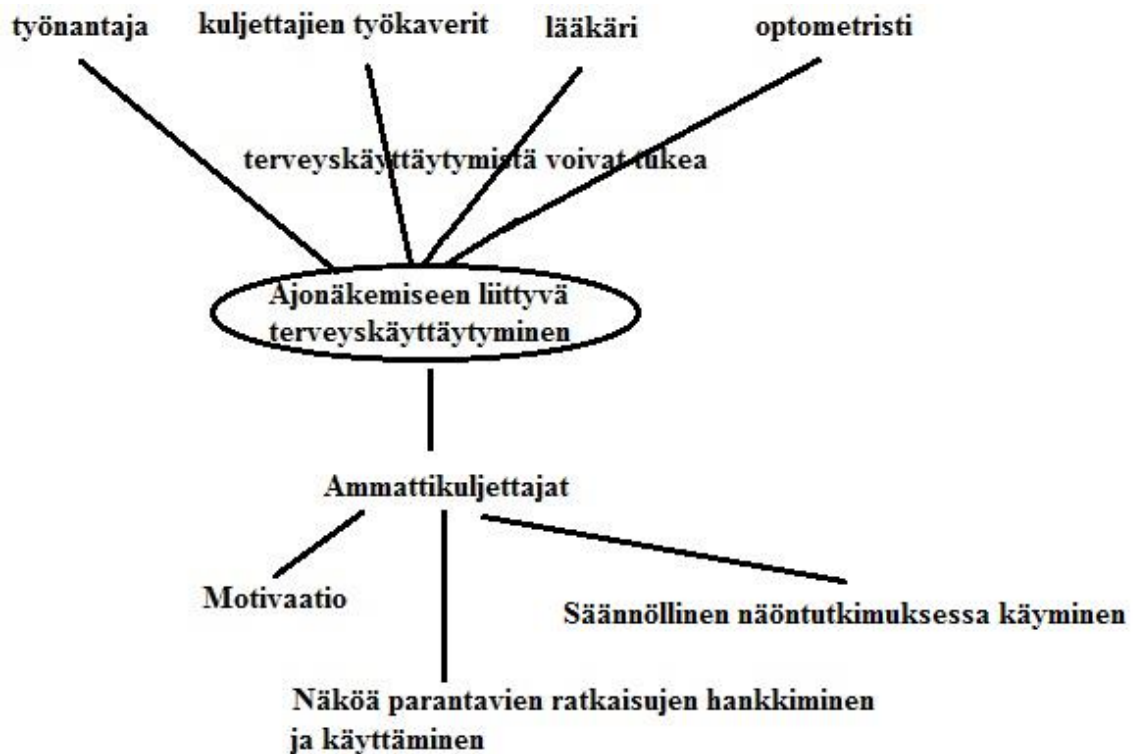 työnantaja kuljettajien työkaverit lääkäri optometristi
terveyskäyttäytymistä voivat tukea
Ajonäkemiseen liittyvä
terveyskäyttäytyminen
Ammattikuljettajat
Motivaatio
Säännöllinen näöntutkimuksessa käyminen
Näköä parantavien ratkaisujen hankkiminen
ja käyttäminen